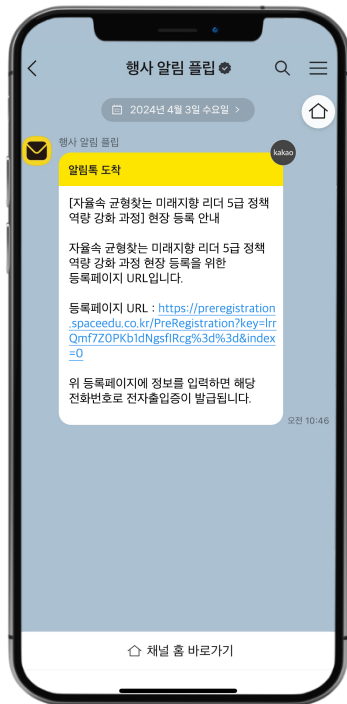 행사 알림 플립
2024년 4월 3일 수요일 >
행사 알림 플립
kakao
알림톡 도착
[자율속 균형찾는 미래지향 리더 5급 정책
역량 강화 과정] 현장 등록 안내
자율속 균형찾는 미래지향 리더 5급 정책
역량 강화 과정 현장 등록을 위한
등록페이지 URL입니다.
등록페이지 URL : https://preregistration
.spaceedu.co.kr/PreRegistration?key=lrr
Qmf7Z0PKb1dNgsflRcg%3d%3d&index
=0
위 등록페이지에 정보를 입력하면 해당
전화번호로 전자출입증이 발급됩니다.
오전 10:46
채널 홈 바로가기